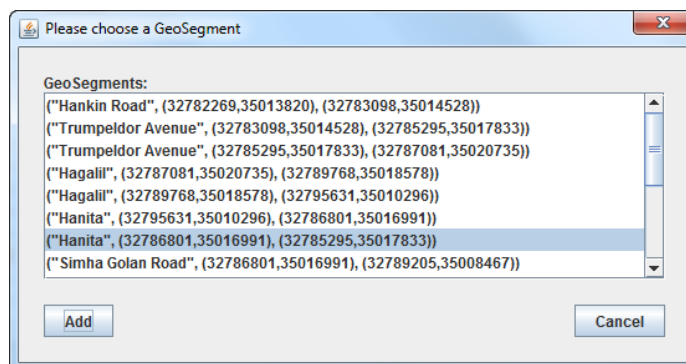 Please choose a GeoSegment
GeoSegments:
("Hankin Road", (32782269,35013820), (32783098,35014528))
("Trumpeldor Avenue", (32783098,35014528), (32785295,35017833))
("Trumpeldor Avenue", (32785295,35017833), (32787081,35020735))
("Hagalil", (32787081,35020735), (32789768,35018578))
("Hagalil", (32789768,35018578), (32795631,35010296))
("Hanita", (32795631,35010296), (32786801,35016991))
("Hanita", (32786801,35016991), (32785295,35017833))
("Simha Golan Road", (32786801,35016991), (32789205,35008467))
Add Cancel